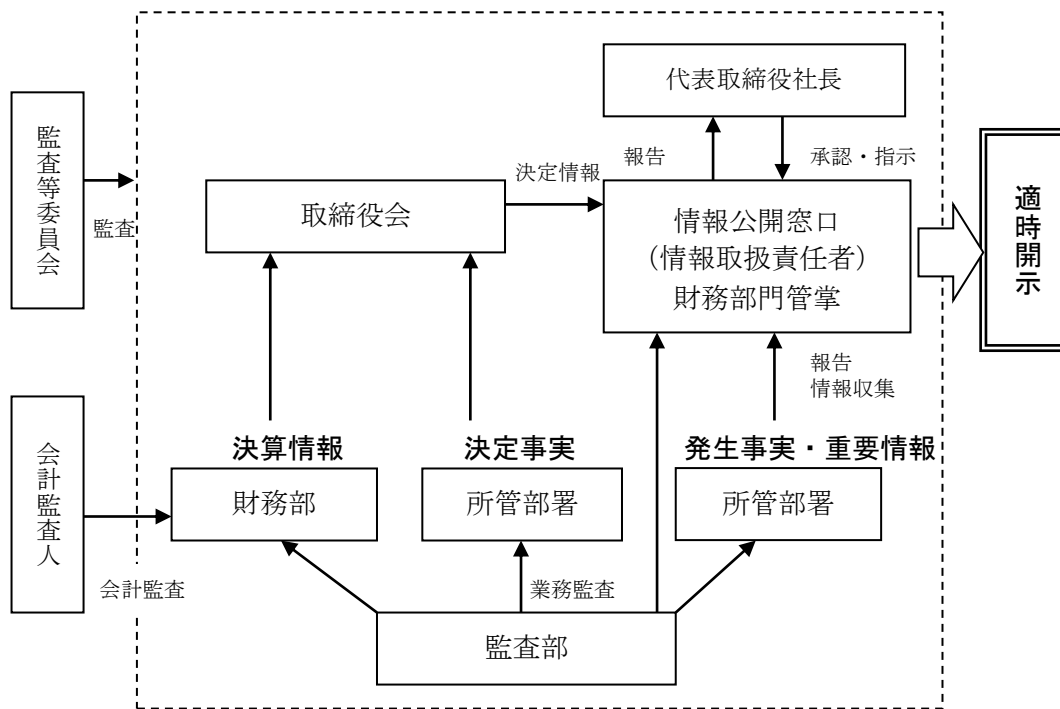 代表取締役社長
監査等委員会
監査
報告
承認・指示
決定情報
取締役会
情報公開窓口
(情報取扱責任者)
財務部門管掌
適時開示
報告
情報収集
会計監査人
会計監査
決算情報
決定事実
発生事実・重要情報
財務部
所管部署
所管部署
業務監査
監査部